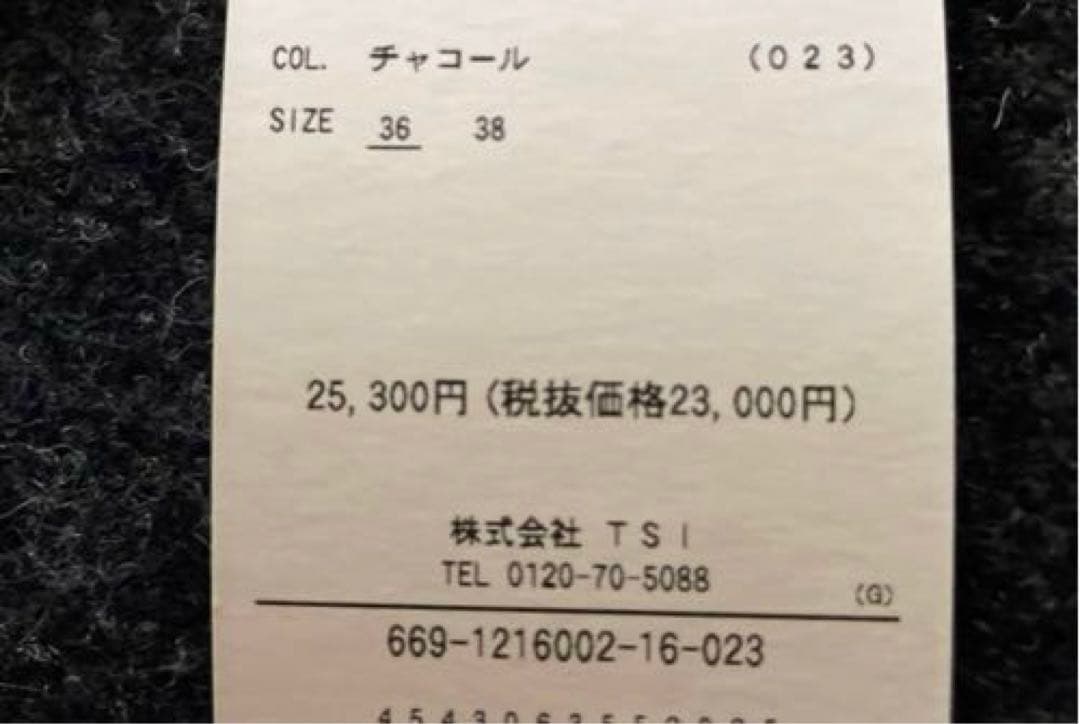 COL. チャコール (023)
SIZE 36 38
25,300円(税抜価格23,000円)
株式会社 TSI
TEL 0120-70-5088
(G)
669-1216002-16-023